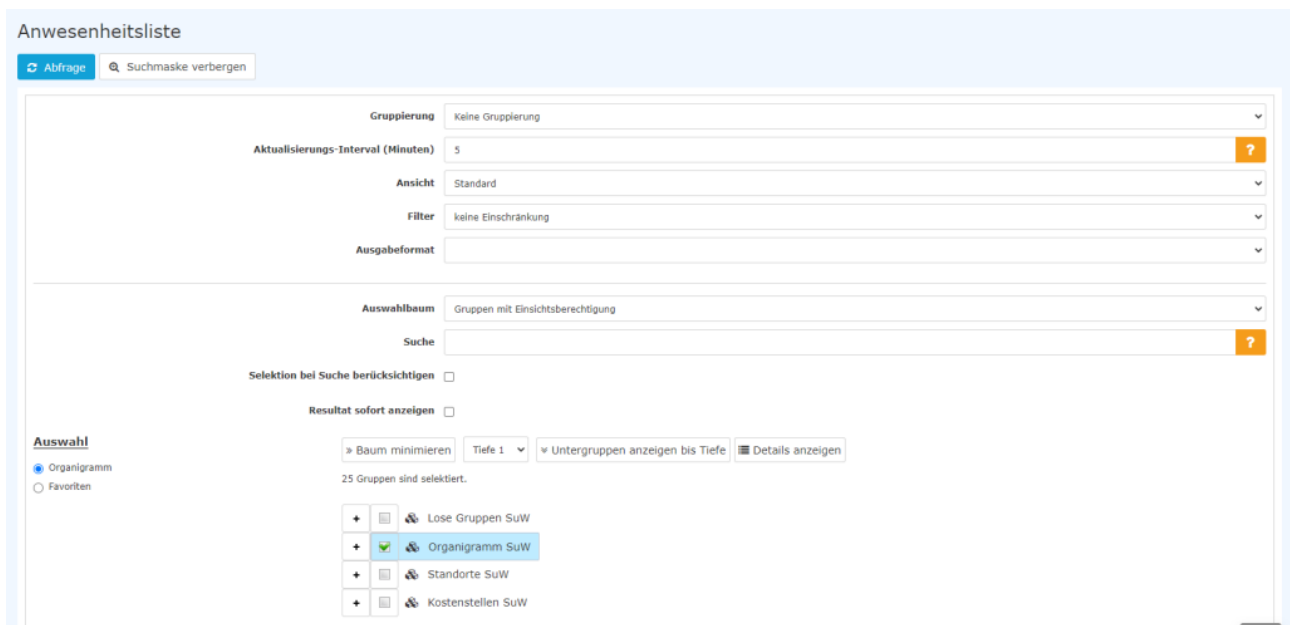 Anwesenheitsliste
Abfrage Suchmaske verbergen
Gruppierung Keine Gruppierung
Aktualisierungs-Interval (Minuten) 5 ?
Ansicht Standard
Filter keine Einschränkung
Ausgabeformat
Auswahlbaum Gruppen mit Einsichtsberechtigung
Suche ?
Selektion bei Suche berücksichtigen
Resultat sofort anzeigen
Auswahl
Organigramm
Favoriten
» Baum minimieren Tiefe 1 Untergruppen anzeigen bis Tiefe Details anzeigen
25 Gruppen sind selektiert.
+ Lose Gruppen SuW
+ Organigramm SuW
+ Standorte SuW
+ Kostenstellen SuW